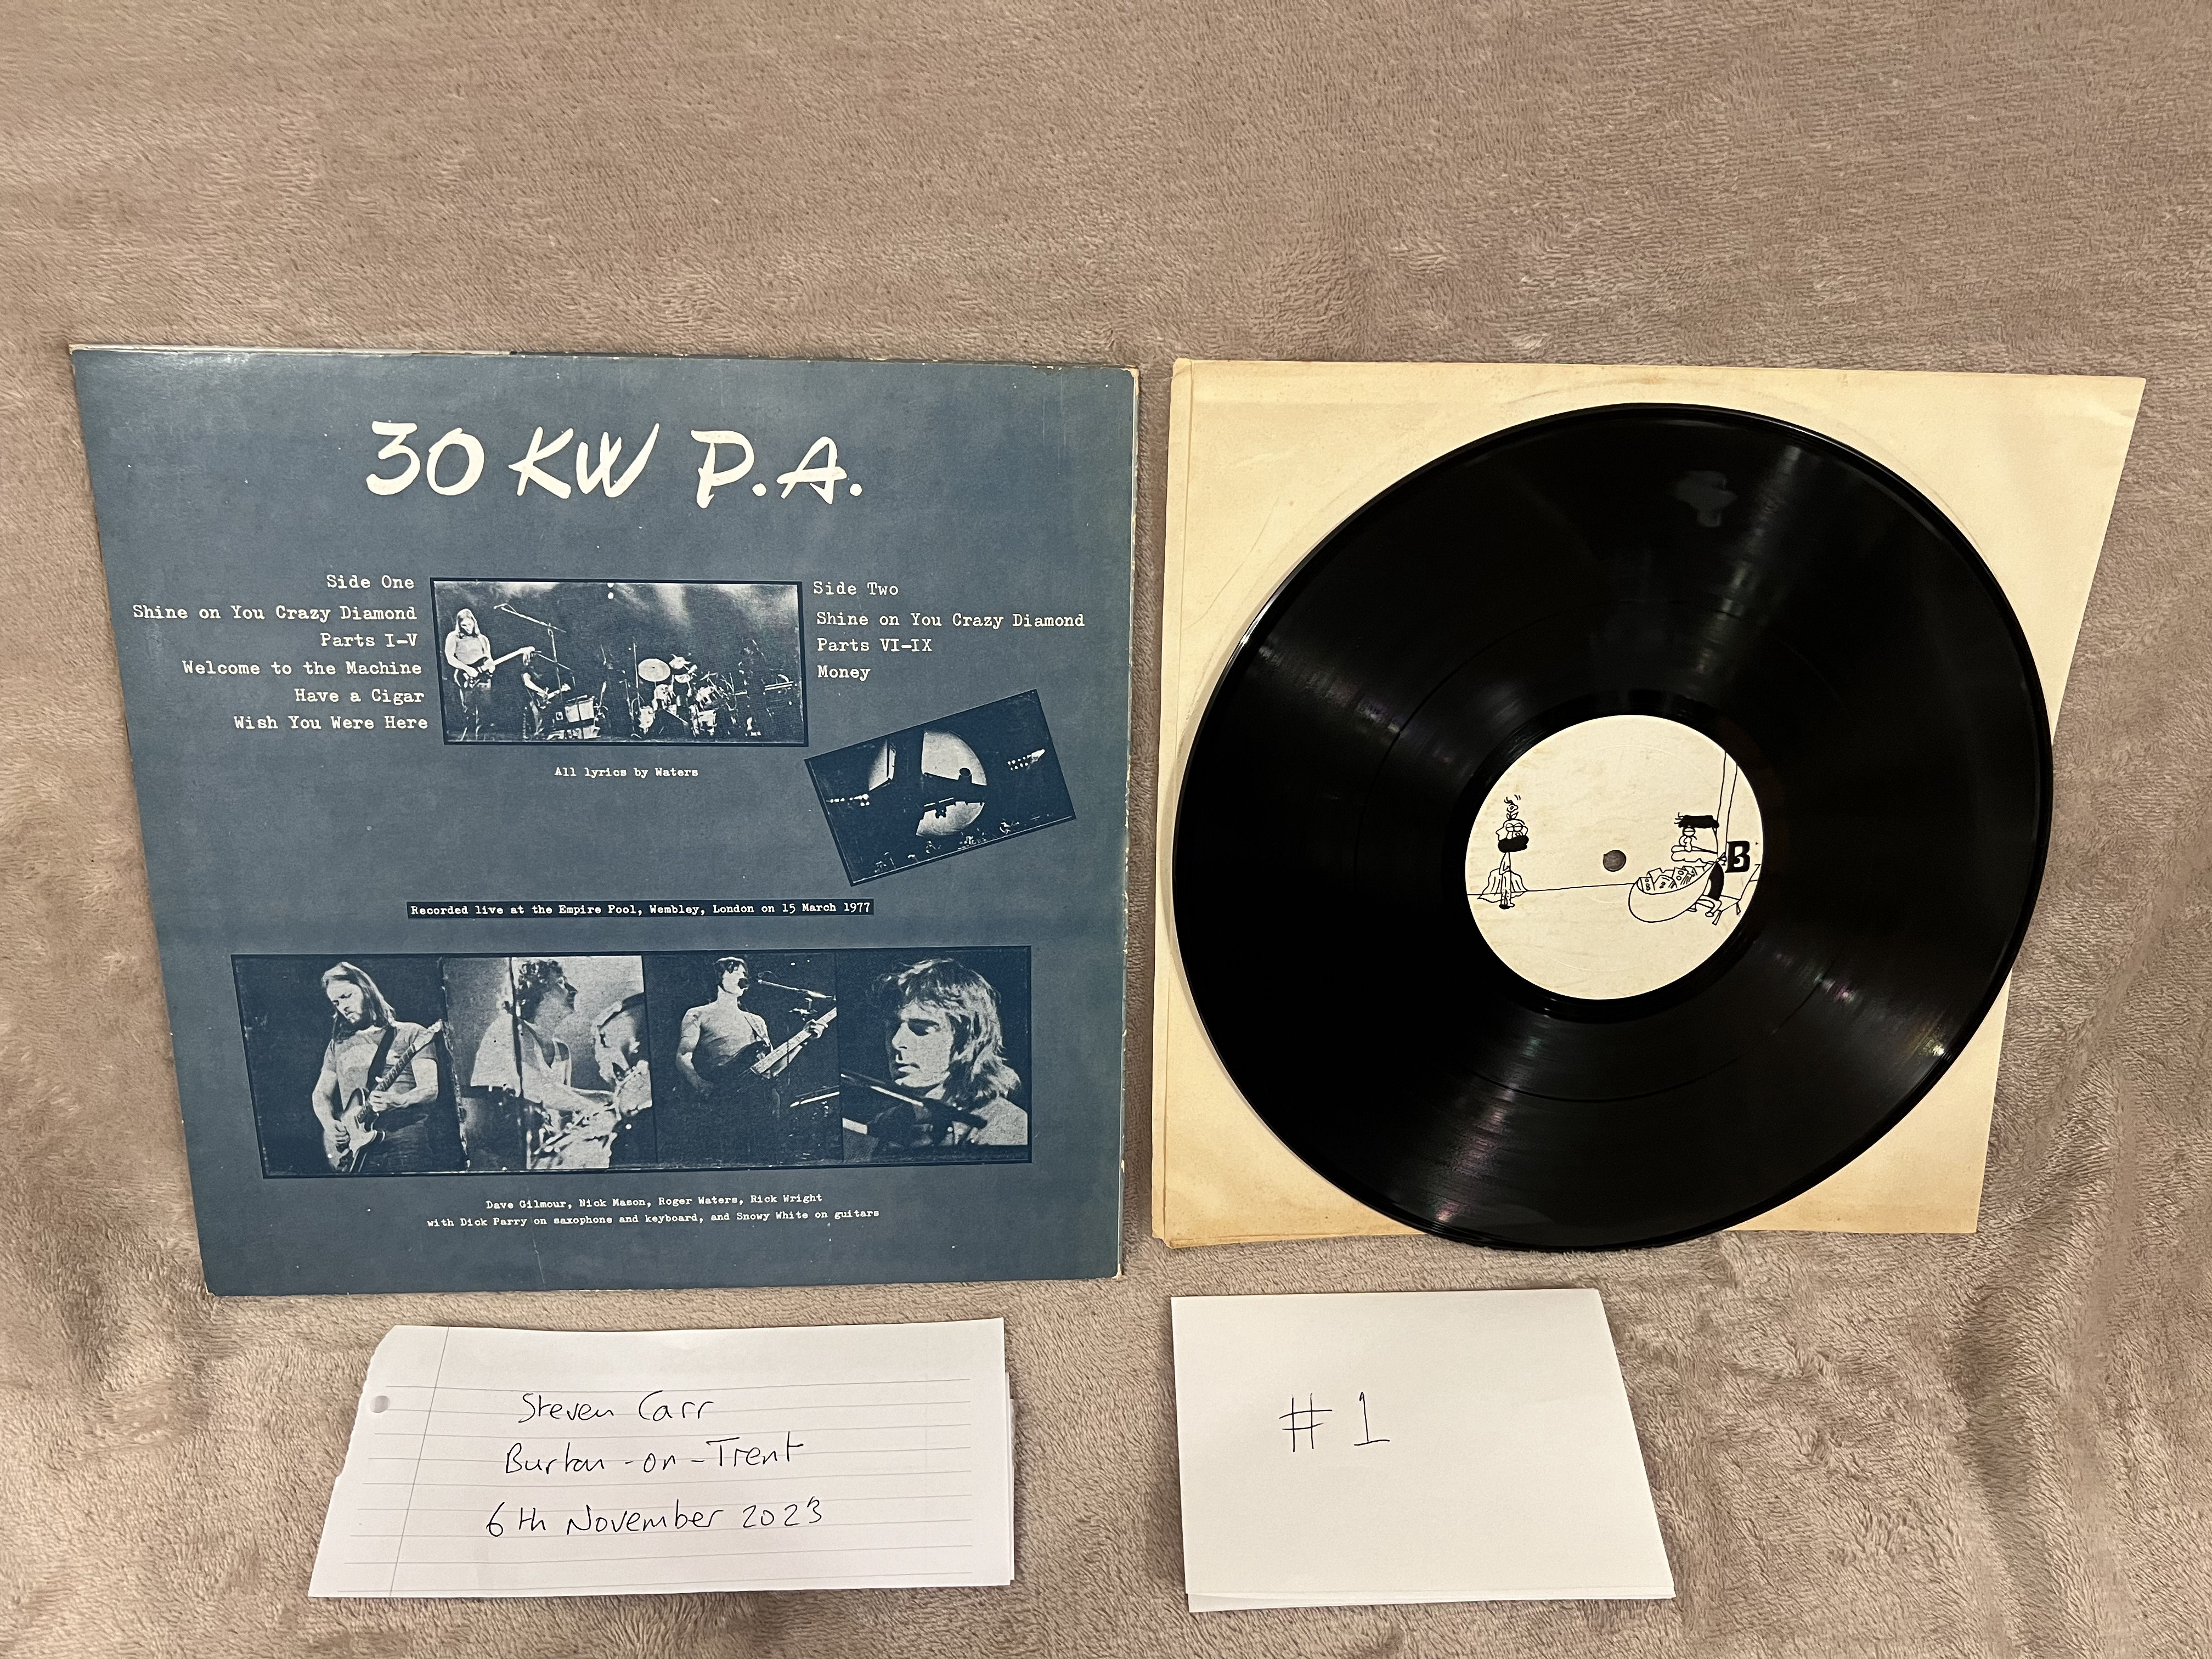 30 KW P.A.
Side One
Shine on You Crazy Diamond
Parts I-V
Welcome to the Machine
Have a Cigar
Wish You Were Here
Side Two
Shine on You Crazy Diamond
Parts VI-IX
Money
All lyrics by Waters
Recorded live at the Empire Pool, Wembley, London on 15 March 1977
Dave Gilmour, Nick Mason, Roger Waters, Rick Wright
with Dick Parry on saxophone and keyboard, and Snowy White on guitars
B
Steven Carr
Burton-on-Trent
6th November 2023
#1